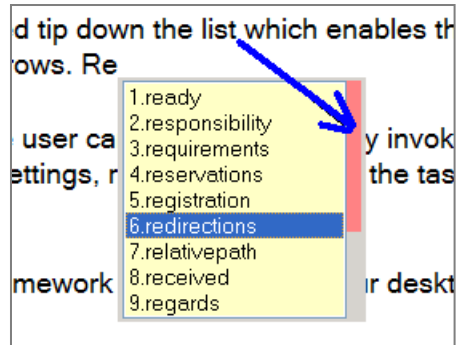 d tip down the list which enables th
rows. Re
1.ready
2.responsibility
user ca
y invok
3.requirements
4.reservations
ettings, r
the tas
5.registration
6.redirections
7.relativepath
mework
8.received
r deskt
9.regards